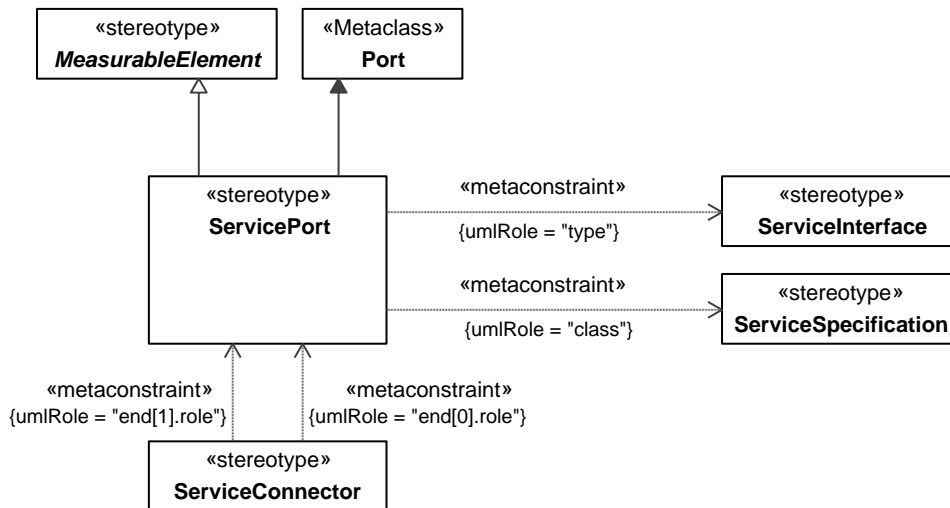 «stereotype»
MeasurableElement
«Metaclass»
Port
«stereotype»
ServicePort
«metaconstraint»
{umlRole = "type"}
«stereotype»
ServiceInterface
«metaconstraint»
{umlRole = "class"}
«stereotype»
ServiceSpecification
«metaconstraint»
{umlRole = "end[1].role"}
«metaconstraint»
{umlRole = "end[0].role"}
«stereotype»
ServiceConnector